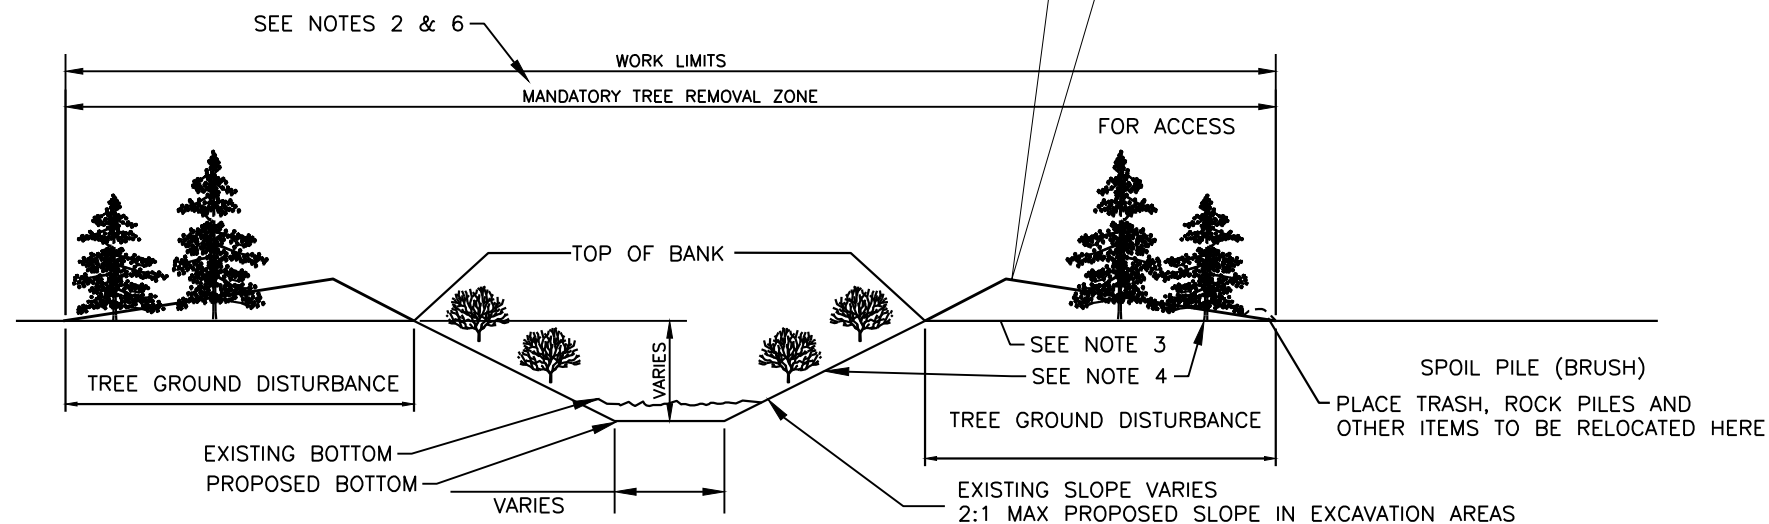 SEE NOTES 2 & 6
WORK LIMITS
MANDATORY TREE REMOVAL ZONE
FOR ACCESS
TOP OF BANK
VARIES
SEE NOTE 3
SEE NOTE 4
TREE GROUND DISTURBANCE
TREE GROUND DISTURBANCE
SPOIL PILE (BRUSH)
PLACE TRASH, ROCK PILES AND
OTHER ITEMS TO BE RELOCATED HERE
EXISTING BOTTOM
PROPOSED BOTTOM
VARIES
EXISTING SLOPE VARIES
2:1 MAX PROPOSED SLOPE IN EXCAVATION AREAS